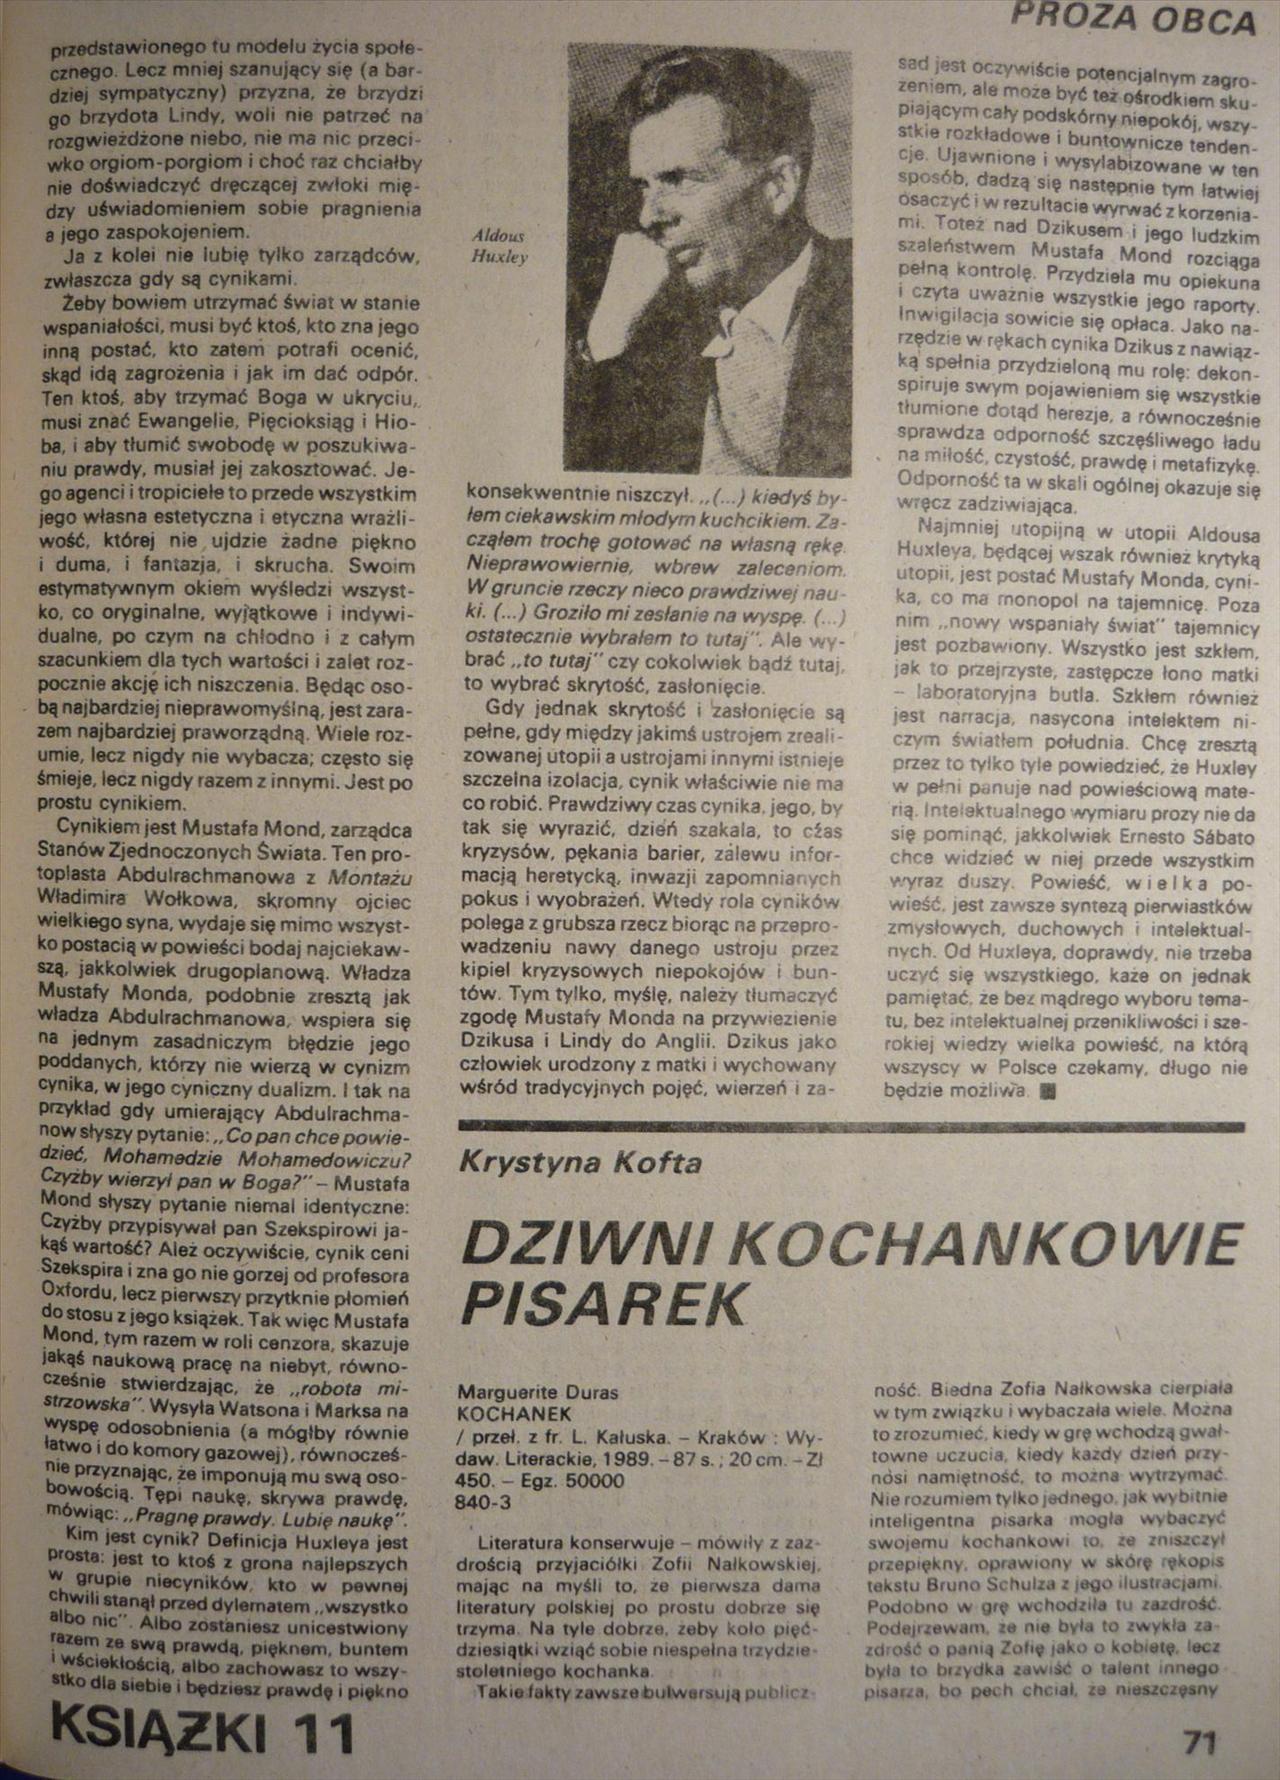 PROZA OBCA
przedstawionego tu modelu życia społe-
cznego. Lecz mniej szanujący się (a bar-
dziej sympatyczny) przyzna, że brzydzi
go brzydota Lindy, woli nie patrzeć na
rozgwieżdżone niebo, nie ma nic przeci-
wko orgiom-porgiom i choć raz chciałby
nie doświadczyć dręczącej zwłoki mię-
dzy uświadomieniem sobie pragnienia
a jego zaspokojeniem.
Ja z kolei nie lubię tylko zarządców,
zwłaszcza gdy są cynikami.
Żeby bowiem utrzymać świat w stanie
wspaniałości, musi być ktoś, kto zna jego
inną postać, kto zatem potrafi ocenić,
skąd idą zagrożenia i jak im dać odpór.
Ten ktoś, aby trzymać Boga w ukryciu,
musi znać Ewangelie, Pięcioksiąg i Hio-
ba, i aby tłumić swobodę w poszukiwa-
niu prawdy, musiał jej zakosztować. Je-
go agenci i tropiciele to przede wszystkim
jego własna estetyczna i etyczna wrażli-
wość, której nie ujdzie żadne piękno
i duma, i fantazja, i skrucha. Swoim
estymatywnym okiem wyśledzi wszyst-
ko, co oryginalne, wyjątkowe i indywi-
dualne, po czym na chłodno i z całym
szacunkiem dla tych wartości i zalet roz-
pocznie akcję ich niszczenia. Będąc oso-
bą najbardziej nieprawomyślną, jest zara-
zem najbardziej praworządną. Wiele roz-
umie, lecz nigdy nie wybacza; często się
śmieje, lecz nigdy razem z innymi. Jest po
prostu cynikiem.
Cynikiem jest Mustafa Mond, zarządca
Stanów Zjednoczonych Świata. Ten pro-
toplasta Abdulrachmanowa z Montażu
Władimira Wołkowa, skromny ojciec
wielkiego syna, wydaje się mimo wszyst-
ko postacią w powieści bodaj najciekaw-
szą, jakkolwiek drugoplanową. Władza
Mustafy Monda, podobnie zresztą jak
władza Abdulrachmanowa, wspiera się
na jednym zasadniczym błędzie jego
poddanych, którzy nie wierzą w cynizm
cynika, w jego cyniczny dualizm. I tak na
przykład gdy umierający Abdulrachma-
now słyszy pytanie: „Co pan chce powie-
dzieć, Mohamedzie Mohamedowiczu?
Czyżby wierzył pan w Boga?" – Mustafa
Mond słyszy pytanie niemal identyczne:
Czyżby przypisywał pan Szekspirowi ja-
kąś wartość? Ależ oczywiście, cynik ceni
Szekspira i zna go nie gorzej od profesora
Oxfordu, lecz pierwszy przytknie płomień
do stosu z jego książek. Tak więc Mustafa
Mond, tym razem w roli cenzora, skazuje
jakąś naukową pracę na niebyt, równo-
cześnie stwierdzając, że „robota mi-
strzowska". Wysyła Watsona i Marksa na
wyspę odosobnienia (a mógłby równie
łatwo i do komory gazowej), równocześ-
nie przyznając, że imponują mu swą oso-
bowością. Tępi naukę, skrywa prawdę,
mówiąc: „Pragnę prawdy. Lubię naukę".
Kim jest cynik? Definicja Huxleya jest
prosta: jest to ktoś z grona najlepszych
w grupie niecyników, kto w pewnej
chwili stanął przed dylematem „wszystko
albo nic". Albo zostaniesz unicestwiony
razem ze swą prawdą, pięknem, buntem
i wściekłością, albo zachowasz to wszy-
stko dla siebie i będziesz prawdę i piękno
Aldous
Huxley
konsekwentnie niszczył. „(...) kiedyś by-
łem ciekawskim młodym kuchcikiem. Za-
cząłem trochę gotować na własną rękę.
Nieprawowiernie, wbrew zaleceniom.
W gruncie rzeczy nieco prawdziwej nau-
ki. (...) Groziło mi zesłanie na wyspę. (...)
ostatecznie wybrałem to tutaj". Ale wy-
brać „to tutaj" czy cokolwiek bądź tutaj,
to wybrać skrytość, zasłonięcie.
Gdy jednak skrytość i zasłonięcie są
pełne, gdy między jakimś ustrojem zreali-
zowanej utopii a ustrojami innymi istnieje
szczelna izolacja, cynik właściwie nie ma
co robić. Prawdziwy czas cynika, jego, by
tak się wyrazić, dzień szakala, to czas
kryzysów, pękania barier, zalewu infor-
macją heretycką, inwazji zapomnianych
pokus i wyobrażeń. Wtedy rola cyników
polega z grubsza rzecz biorąc na przepro-
wadzeniu nawy danego ustroju przez
kipiel kryzysowych niepokojów i bun-
tów. Tym tylko, myślę, należy tłumaczyć
zgodę Mustafy Monda na przywiezienie
Dzikusa i Lindy do Anglii. Dzikus jako
człowiek urodzony z matki i wychowany
wśród tradycyjnych pojęć, wierzeń i za-
sad jest oczywiście potencjalnym zagro-
żeniem, ale może być też ośrodkiem sku-
piającym cały podskórny niepokój, wszy-
stkie rozkładowe i buntownicze tenden-
cje. Ujawnione i wysylabizowane w ten
sposób, dadzą się następnie tym łatwiej
osaczyć i w rezultacie wyrwać z korzenia-
mi. Toteż nad Dzikusem i jego ludzkim
szaleństwem Mustafa Mond rozciąga
pełną kontrolę. Przydziela mu opiekuna
i czyta uważnie wszystkie jego raporty.
Inwigilacja sowicie się opłaca. Jako na-
rzędzie w rękach cynika Dzikus z nawiąz-
ką spełnia przydzieloną mu rolę: dekon-
spiruje swym pojawieniem się wszystkie
tłumione dotąd herezje, a równocześnie
sprawdza odporność szczęśliwego ładu
na miłość, czystość, prawdę i metafizykę.
Odporność ta w skali ogólnej okazuje się
wręcz zadziwiająca.
Najmniej utopijną w utopii Aldousa
Huxleya, będącej wszak również krytyką
utopii, jest postać Mustafy Monda, cyni-
ka, co ma monopol na tajemnicę. Poza
nim „nowy wspaniały świat" tajemnicy
jest pozbawiony. Wszystko jest szkłem,
jak to przejrzyste, zastępcze łono matki
– laboratoryjna butla. Szkłem również
jest narracja, nasycona intelektem ni-
czym światłem południa. Chcę zresztą
przez to tylko tyle powiedzieć, że Huxley
w pełni panuje nad powieściową mate-
rią. Intelektualnego wymiaru prozy nie da
się pominąć, jakkolwiek Ernesto Sábato
chce widzieć w niej przede wszystkim
wyraz duszy. Powieść, wielka po-
wieść, jest zawsze syntezą pierwiastków
zmysłowych, duchowych i intelektual-
nych. Od Huxleya, doprawdy, nie trzeba
uczyć się wszystkiego, każe on jednak
pamiętać, że bez mądrego wyboru tema-
tu, bez intelektualnej przenikliwości i sze-
rokiej wiedzy wielka powieść, na którą
wszyscy w Polsce czekamy, długo nie
będzie możliwa.
Krystyna Kofta
DZIWNI KOCHANKOWIE
PISAREK
Marguerite Duras
KOCHANEK
/ przeł. z fr. L. Kałuska. – Kraków : Wy-
daw. Literackie, 1989. – 87 s. ; 20 cm. – Zł
450. – Egz. 50000
840-3
Literatura konserwuje – mówiły z zaz-
drością przyjaciółki Zofii Nałkowskiej,
mając na myśli to, że pierwsza dama
literatury polskiej po prostu dobrze się
trzyma. Na tyle dobrze, żeby koło pięć-
dziesiątki wziąć sobie niespełna trzydzie-
stoletniego kochanka.
Takie fakty zawsze bulwersują publicz-
ność. Biedna Zofia Nałkowska cierpiała
w tym związku i wybaczała wiele. Można
to zrozumieć, kiedy w grę wchodzą gwał-
towne uczucia, kiedy każdy dzień przy-
nosi namiętność, to można wytrzymać.
Nie rozumiem tylko jednego, jak wybitnie
inteligentna pisarka mogła wybaczyć
swojemu kochankowi to, że zniszczył
przepiękny, oprawiony w skórę rękopis
tekstu Bruno Schulza z jego ilustracjami.
Podobno w grę wchodziła tu zazdrość.
Podejrzewam, że nie była to zwykła za-
zdrość o panią Zofię jako o kobietę, lecz
była to brzydka zawiść o talent innego
pisarza, bo pech chciał, że nieszczęsny
KSIĄŻKI 11
71